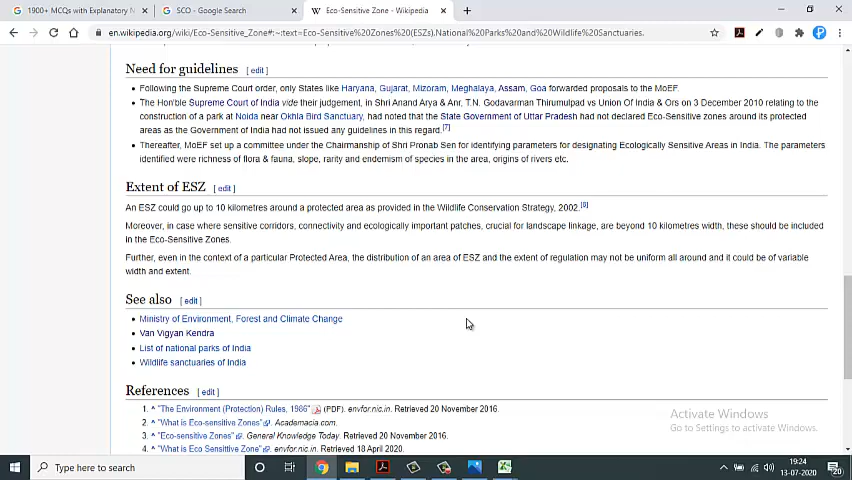 1900+ MCQs with Explanatory N
SCO - Google Search
Eco-Sensitive Zone - Wikipedia
en.wikipedia.org/wiki/Eco-Sensitive_Zone#:~:text=Eco-Sensitive%20Zones%20(ESZs).National%20Parks%20and%20Wildlife%20Sanctuaries.
Need for guidelines [ edit ]
Following the Supreme Court order, only States like Haryana, Gujarat, Mizoram, Meghalaya, Assam, Goa forwarded proposals to the MoEF.
The Hon'ble Supreme Court of India vide their judgement, in Shri Anand Arya & Anr, T.N. Godavarman Thirumulpad vs Union Of India & Ors on 3 December 2010 relating to the
construction of a park at Noida near Okhla Bird Sanctuary, had noted that the State Government of Uttar Pradesh had not declared Eco-Sensitive zones around its protected
areas as the Government of India had not issued any guidelines in this regard.[7]
Thereafter, MoEF set up a committee under the Chairmanship of Shri Pronab Sen for identifying parameters for designating Ecologically Sensitive Areas in India. The parameters
identified were richness of flora & fauna, slope, rarity and endemism of species in the area, origins of rivers etc.
Extent of ESZ [ edit ]
An ESZ could go up to 10 kilometres around a protected area as provided in the Wildlife Conservation Strategy, 2002.[8]
Moreover, in case where sensitive corridors, connectivity and ecologically important patches, crucial for landscape linkage, are beyond 10 kilometres width, these should be included
in the Eco-Sensitive Zones.
Further, even in the context of a particular Protected Area, the distribution of an area of ESZ and the extent of regulation may not be uniform all around and it could be of variable
width and extent.
See also [ edit ]
Ministry of Environment, Forest and Climate Change
Van Vigyan Kendra
List of national parks of India
Wildlife sanctuaries of India
References [ edit ]
1. ^ "The Environment (Protection) Rules, 1986" (PDF). envfor.nic.in. Retrieved 20 November 2016.
2. ^ "What is Eco-sensitive Zones". Academacia.com.
3. ^ "Eco-sensitive Zones". General Knowledge Today. Retrieved 20 November 2016.
4. ^ "What is Eco Sensittive Zone". envfor.nic.in. Retrieved 18 April 2020.
Activate Windows
Go to Settings to activate Windows.
Type here to search
19:24
13-07-2020
20